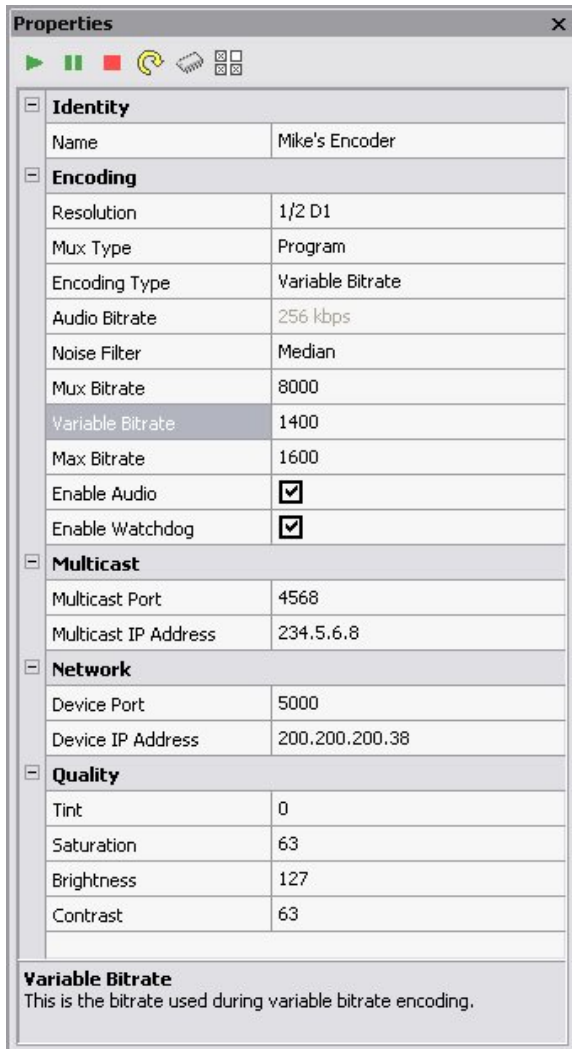 Properties
Identity
Name Mike's Encoder
Encoding
Resolution 1/2 D1
Mux Type Program
Encoding Type Variable Bitrate
Audio Bitrate 256 kbps
Noise Filter Median
Mux Bitrate 8000
Variable Bitrate 1400
Max Bitrate 1600
Enable Audio
Enable Watchdog
Multicast
Multicast Port 4568
Multicast IP Address 234.5.6.8
Network
Device Port 5000
Device IP Address 200.200.200.38
Quality
Tint 0
Saturation 63
Brightness 127
Contrast 63
Variable Bitrate
This is the bitrate used during variable bitrate encoding.